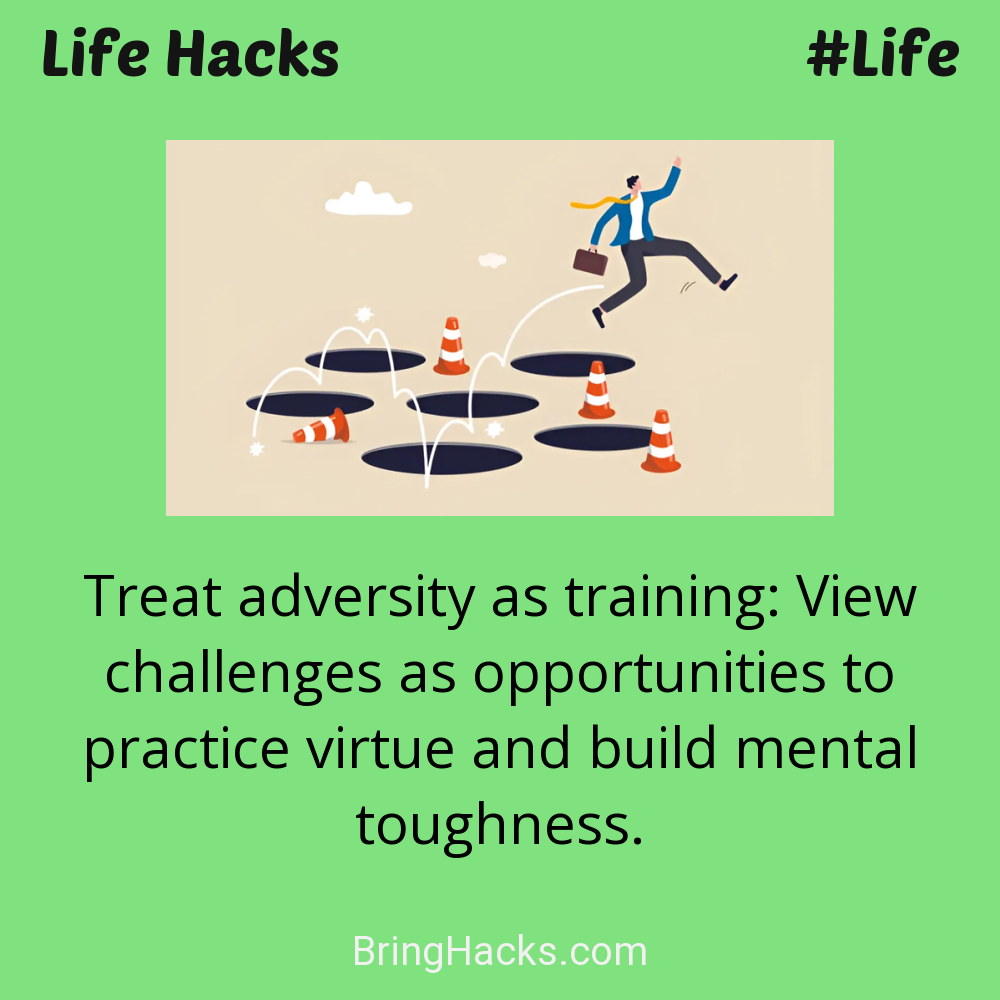 Life Hacks
#Life
Treat adversity as training: View
challenges as opportunities to
practice virtue and build mental
toughness.
BringHacks.com